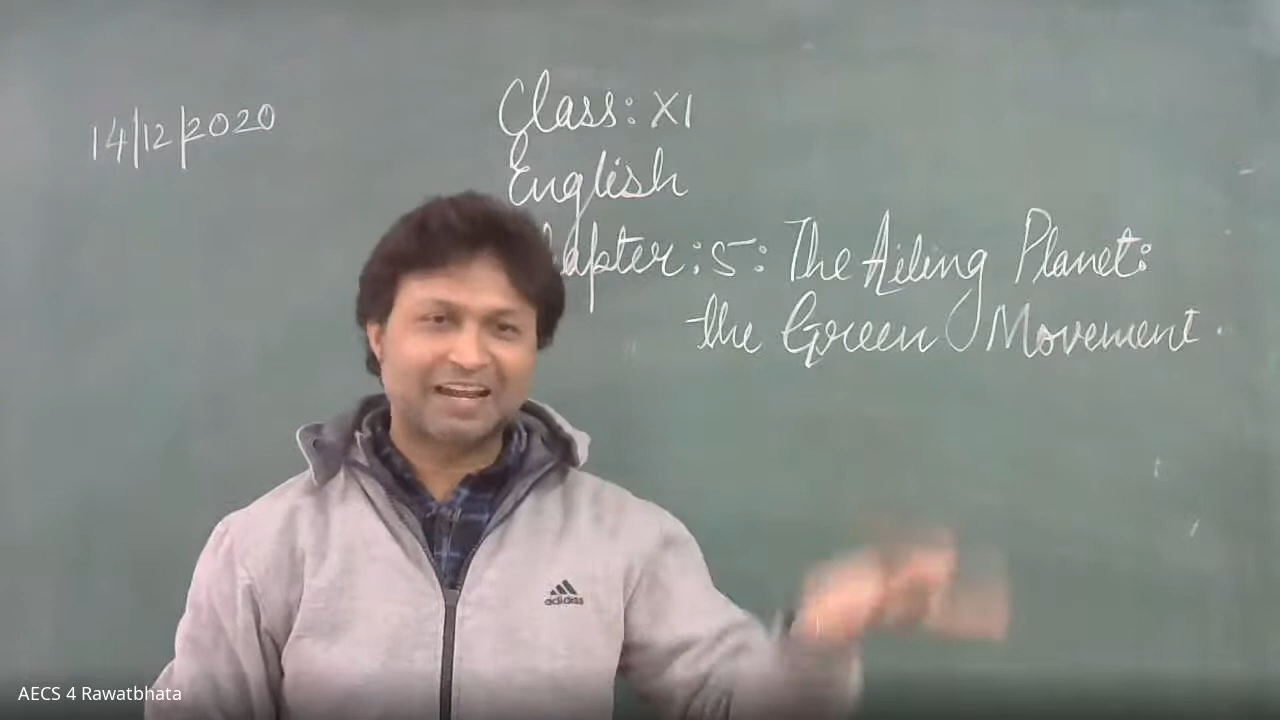 14/12/2020
Class: XI
English
apter: 5: The Ailing Planet:
the Green Movement.
adidas
AECS 4 Rawatbhata